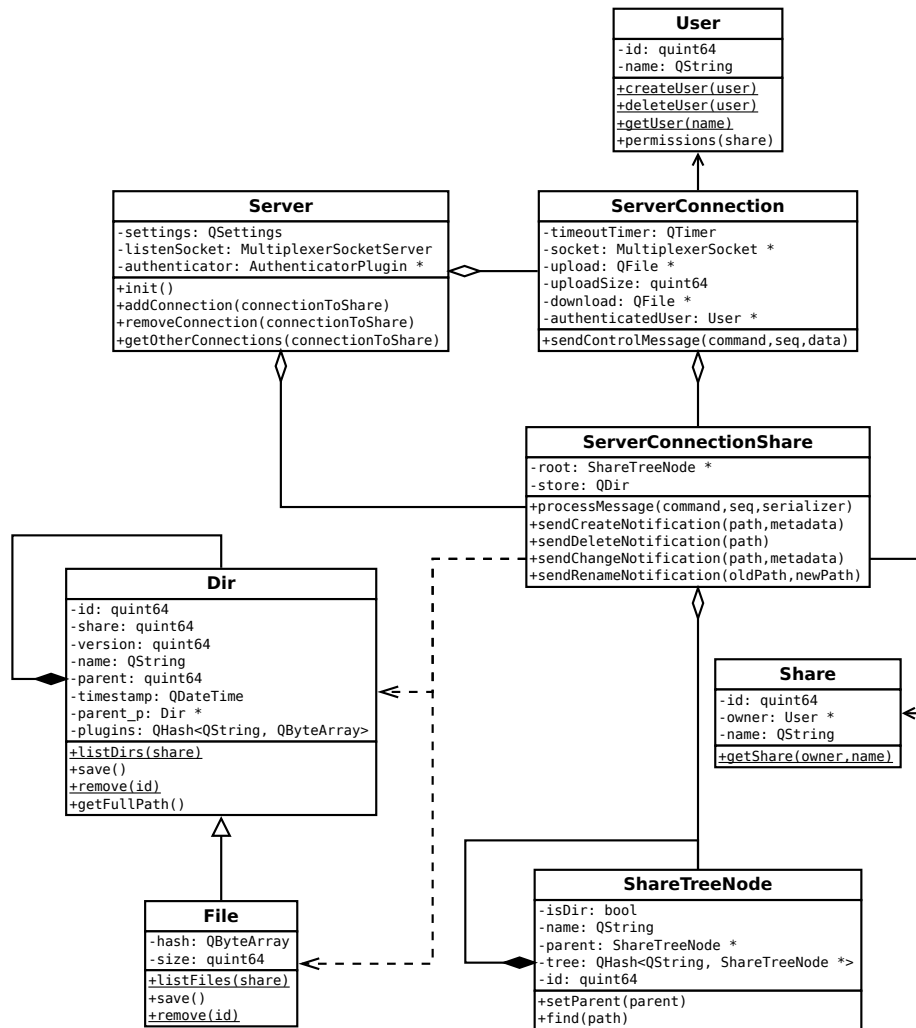 User
-id: quint64
-name: QString
+createUser(user)
+deleteUser(user)
+getUser(name)
+permissions(share)
Server
-settings: QSettings
-listenSocket: MultiplexerSocketServer
-authenticator: AuthenticatorPlugin *
+init()
+addConnection(connectionToShare)
+removeConnection(connectionToShare)
+getOtherConnections(connectionToShare)
ServerConnection
-timeoutTimer: QTimer
-socket: MultiplexerSocket *
-upload: QFile *
-uploadSize: quint64
-download: QFile *
-authenticatedUser: User *
+sendControlMessage(command,seq,data)
ServerConnectionShare
-root: ShareTreeNode *
-store: QDir
+processMessage(command,seq,serializer)
+sendCreateNotification(path,metadata)
+sendDeleteNotification(path)
+sendChangeNotification(path,metadata)
+sendRenameNotification(oldPath,newPath)
Dir
-id: quint64
-share: quint64
-version: quint64
-name: QString
-parent: quint64
-timestamp: QDateTime
-parent_p: Dir *
-plugins: QHash<QString, QByteArray>
+listDirs(share)
+save()
+remove(id)
+getFullPath()
Share
-id: quint64
-owner: User *
-name: QString
+getShare(owner,name)
File
-hash: QByteArray
-size: quint64
+listFiles(share)
+save()
+remove(id)
ShareTreeNode
-isDir: bool
-name: QString
-parent: ShareTreeNode *
-tree: QHash<QString, ShareTreeNode *>
-id: quint64
+setParent(parent)
+find(path)